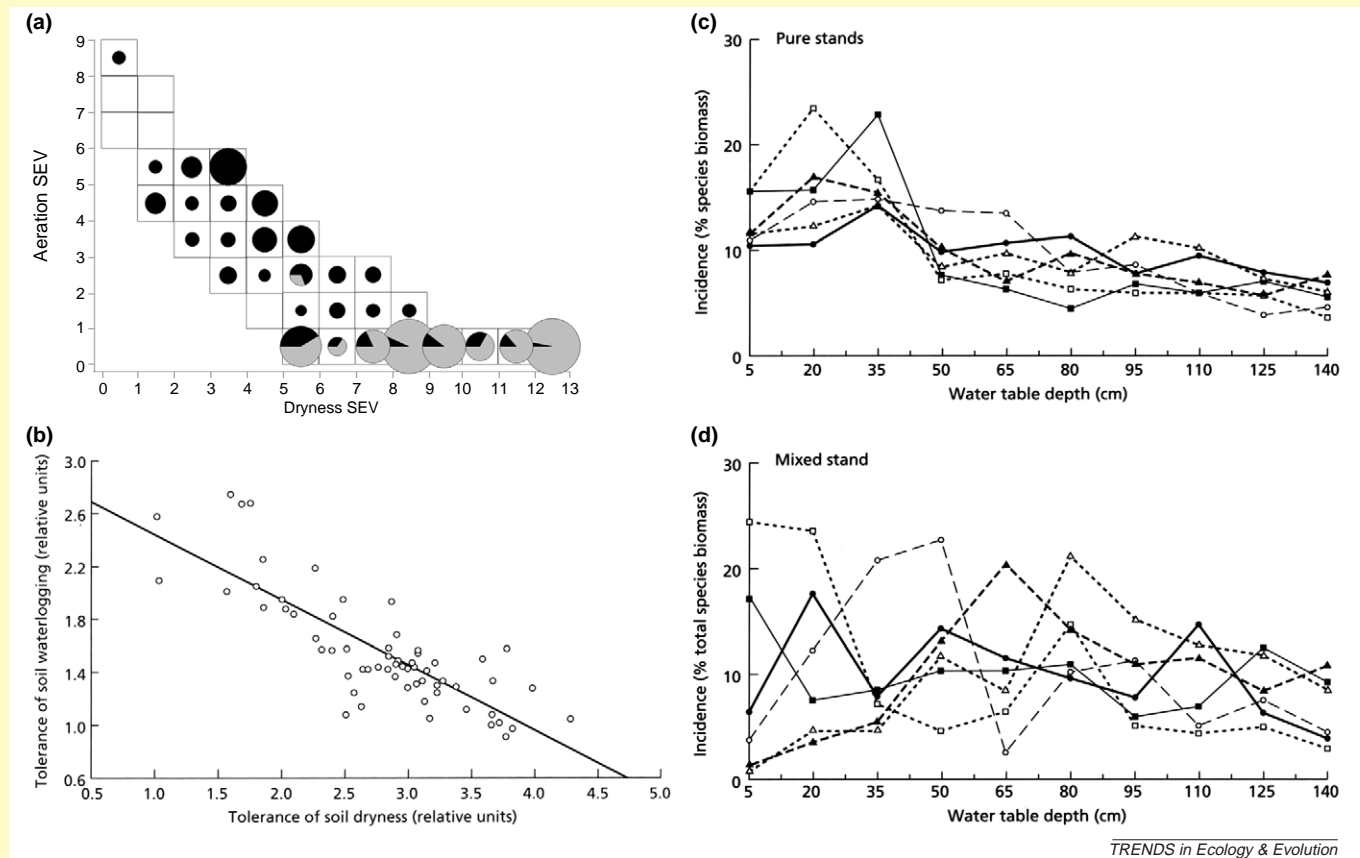 (a)
9
8
7
6
5
4
3
2
1
0
Aeration SEV
0 1 2 3 4 5 6 7 8 9 10 11 12 13
Dryness SEV
(b)
3.0
2.6
2.2
1.8
1.4
1.0
0.6
Tolerance of soil waterlogging (relative units)
0.5 1.0 1.5 2.0 2.5 3.0 3.5 4.0 4.5 5.0
Tolerance of soil dryness (relative units)
(c)
Pure stands
30
20
10
0
Incidence (% species biomass)
5 20 35 50 65 80 95 110 125 140
Water table depth (cm)
(d)
Mixed stand
30
20
10
0
Incidence (% total species biomass)
5 20 35 50 65 80 95 110 125 140
Water table depth (cm)
TRENDS in Ecology & Evolution